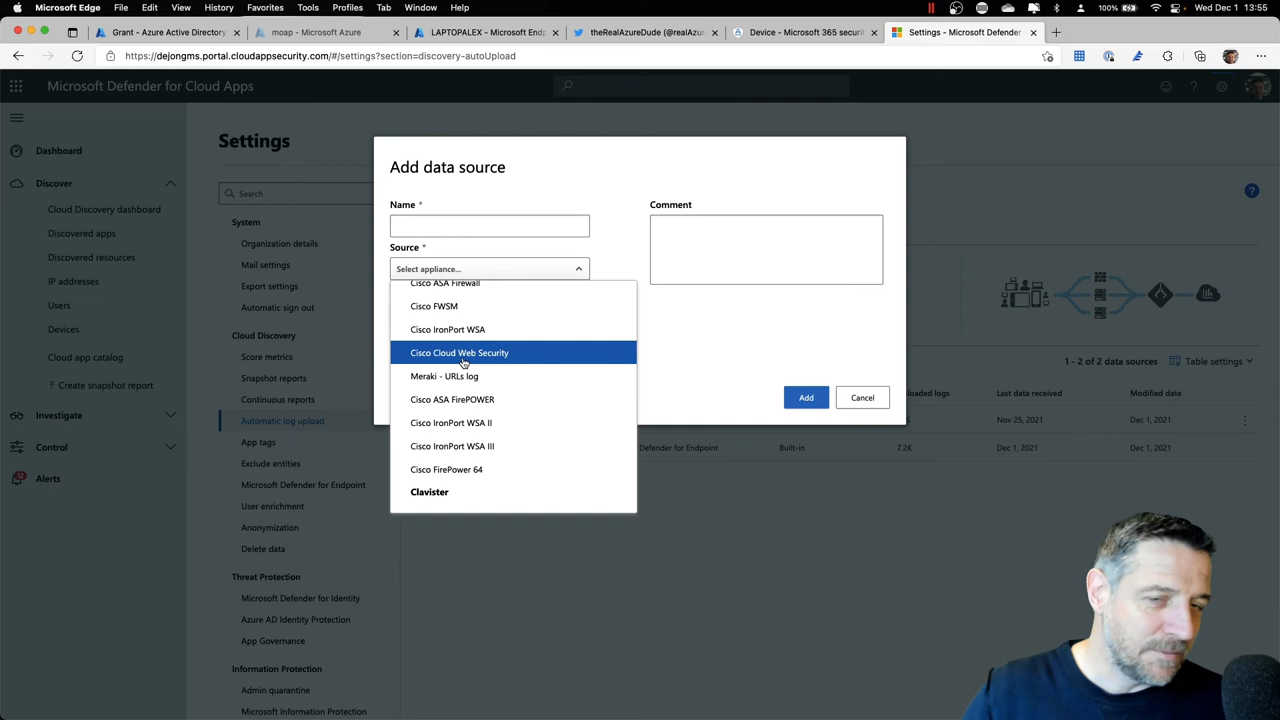 Microsoft Edge File Edit View History Favorites Tools Profiles Tab Window Help 100% Wed Dec 1 13:55
Grant - Azure Active Directory
moap - Microsoft Azure
LAPTOPALEX - Microsoft Endp
theRealAzureDude (@realAzur
Device - Microsoft 365 securit
Settings - Microsoft Defender
https://dejongms.portal.cloudappsecurity.com/#/settings?section=discovery-autoUpload
Microsoft Defender for Cloud Apps
Dashboard
Discover
Cloud Discovery dashboard
Discovered apps
Discovered resources
IP addresses
Users
Devices
Cloud app catalog
Create snapshot report
Investigate
Control
Alerts
Settings
Search
System
Organization details
Mail settings
Export settings
Automatic sign out
Cloud Discovery
Score metrics
Snapshot reports
Continuous reports
Automatic log upload
App tags
Exclude entities
Microsoft Defender for Endpoint
User enrichment
Anonymization
Delete data
Threat Protection
Microsoft Defender for Identity
Azure AD Identity Protection
App Governance
Information Protection
Admin quarantine
Microsoft Information Protection
Add data source
Name *
Source *
Select appliance...
Cisco ASA Firewall
Cisco FWSM
Cisco IronPort WSA
Cisco Cloud Web Security
Meraki - URLs log
Cisco ASA FirePOWER
Cisco IronPort WSA II
Cisco IronPort WSA III
Cisco FirePower 64
Clavister
Comment
Add
Cancel
1 - 2 of 2 data sources
Table settings
loaded logs
Last data received
Modified date
Nov 25, 2021
Dec 1, 2021
Defender for Endpoint
Built-in
7.2K
Dec 1, 2021
Dec 1, 2021